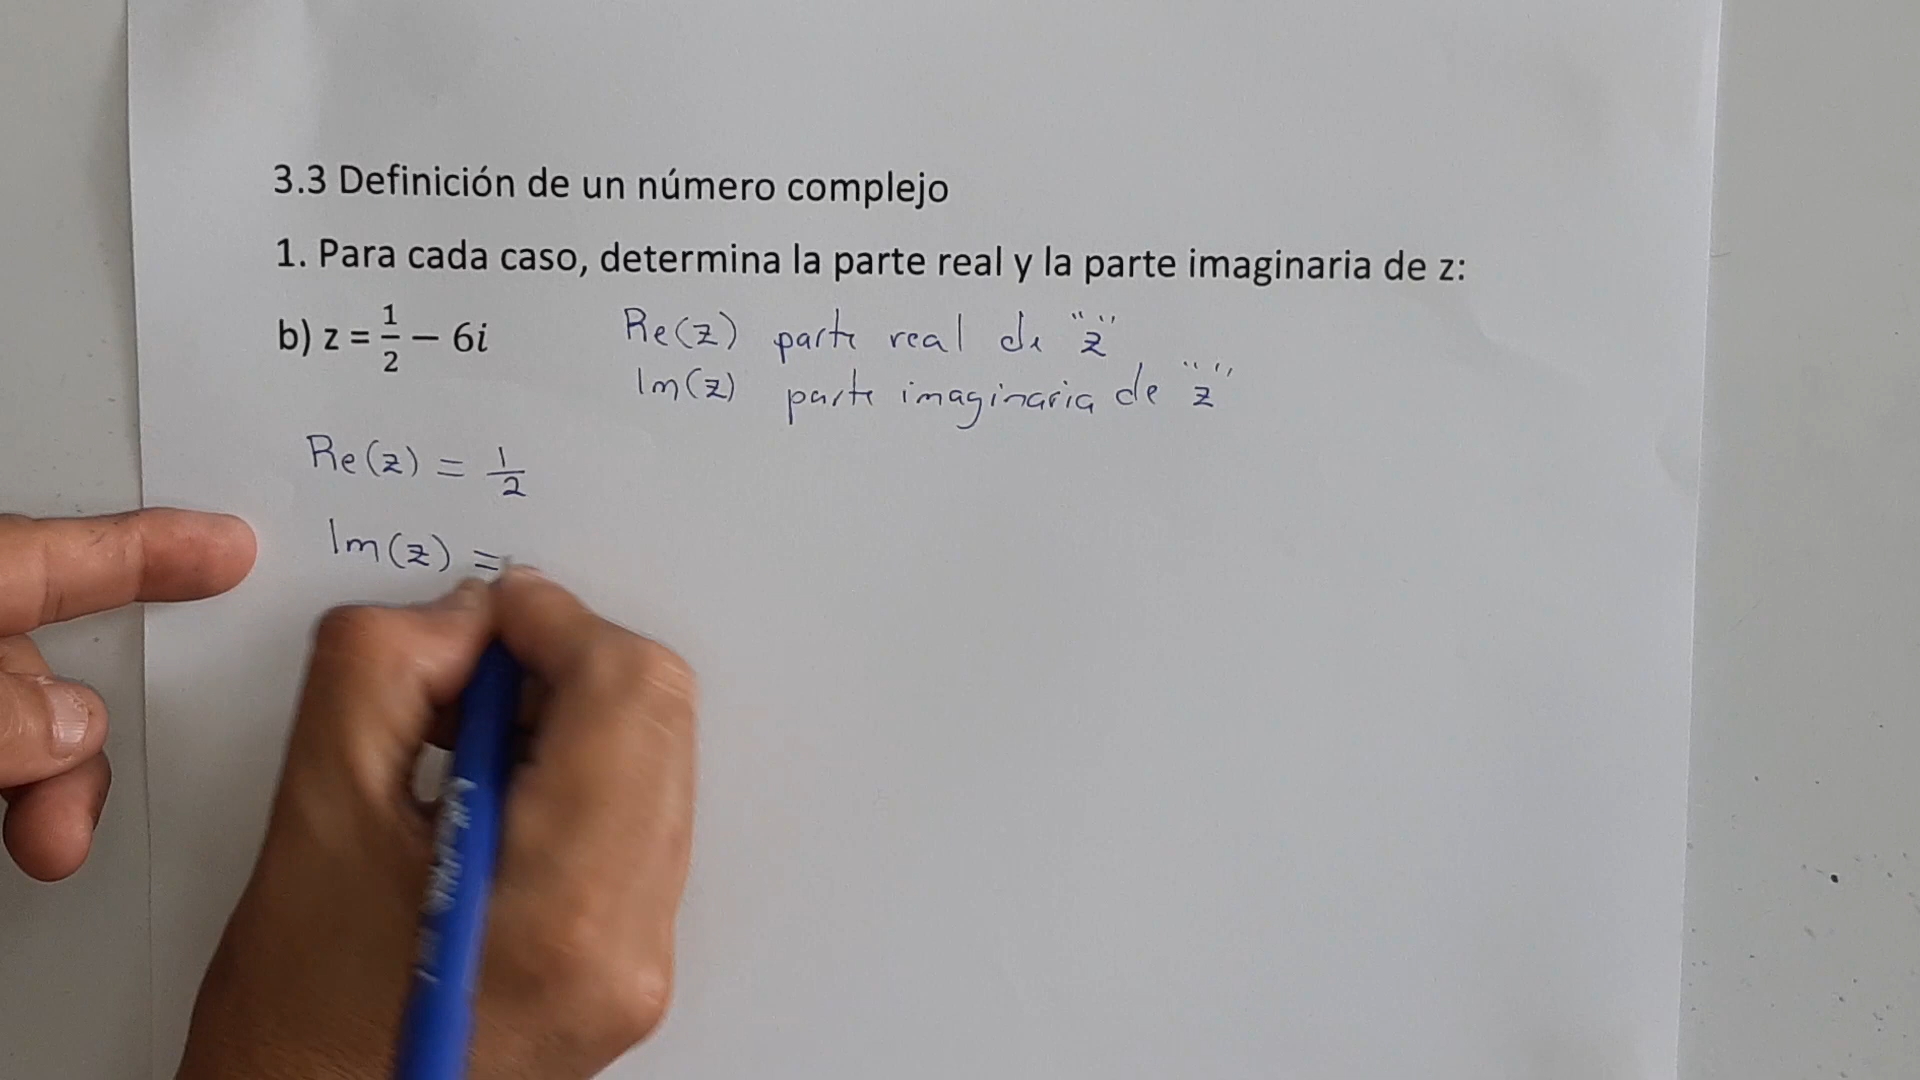 3.3 Definición de un número complejo
1. Para cada caso, determina la parte real y la parte imaginaria de z:
b) z = 1/2 − 6i
Re(z) parte real de "z"
Im(z) parte imaginaria de "z"
Re(z) = 1/2
Im(z) =